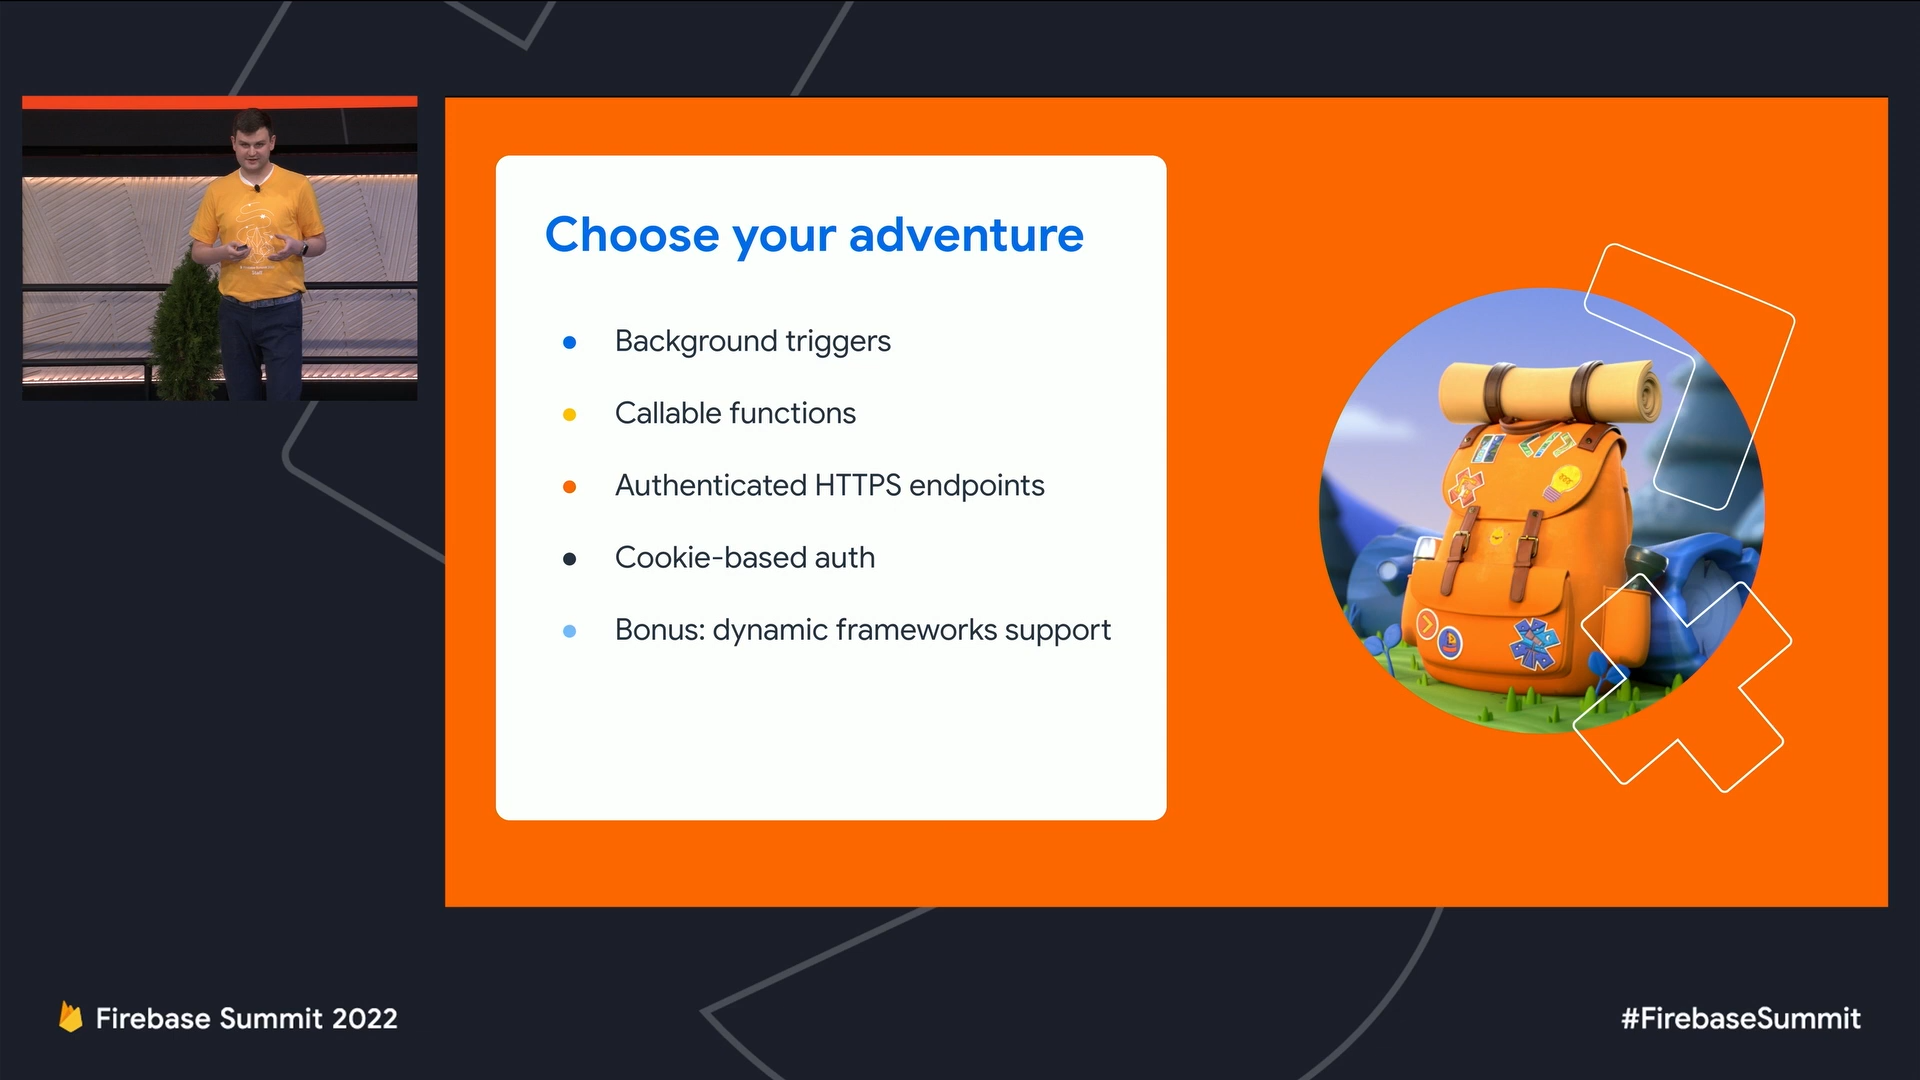 Choose your adventure
Background triggers
Callable functions
Authenticated HTTPS endpoints
Cookie-based auth
Bonus: dynamic frameworks support
Firebase Summit 2022
#FirebaseSummit